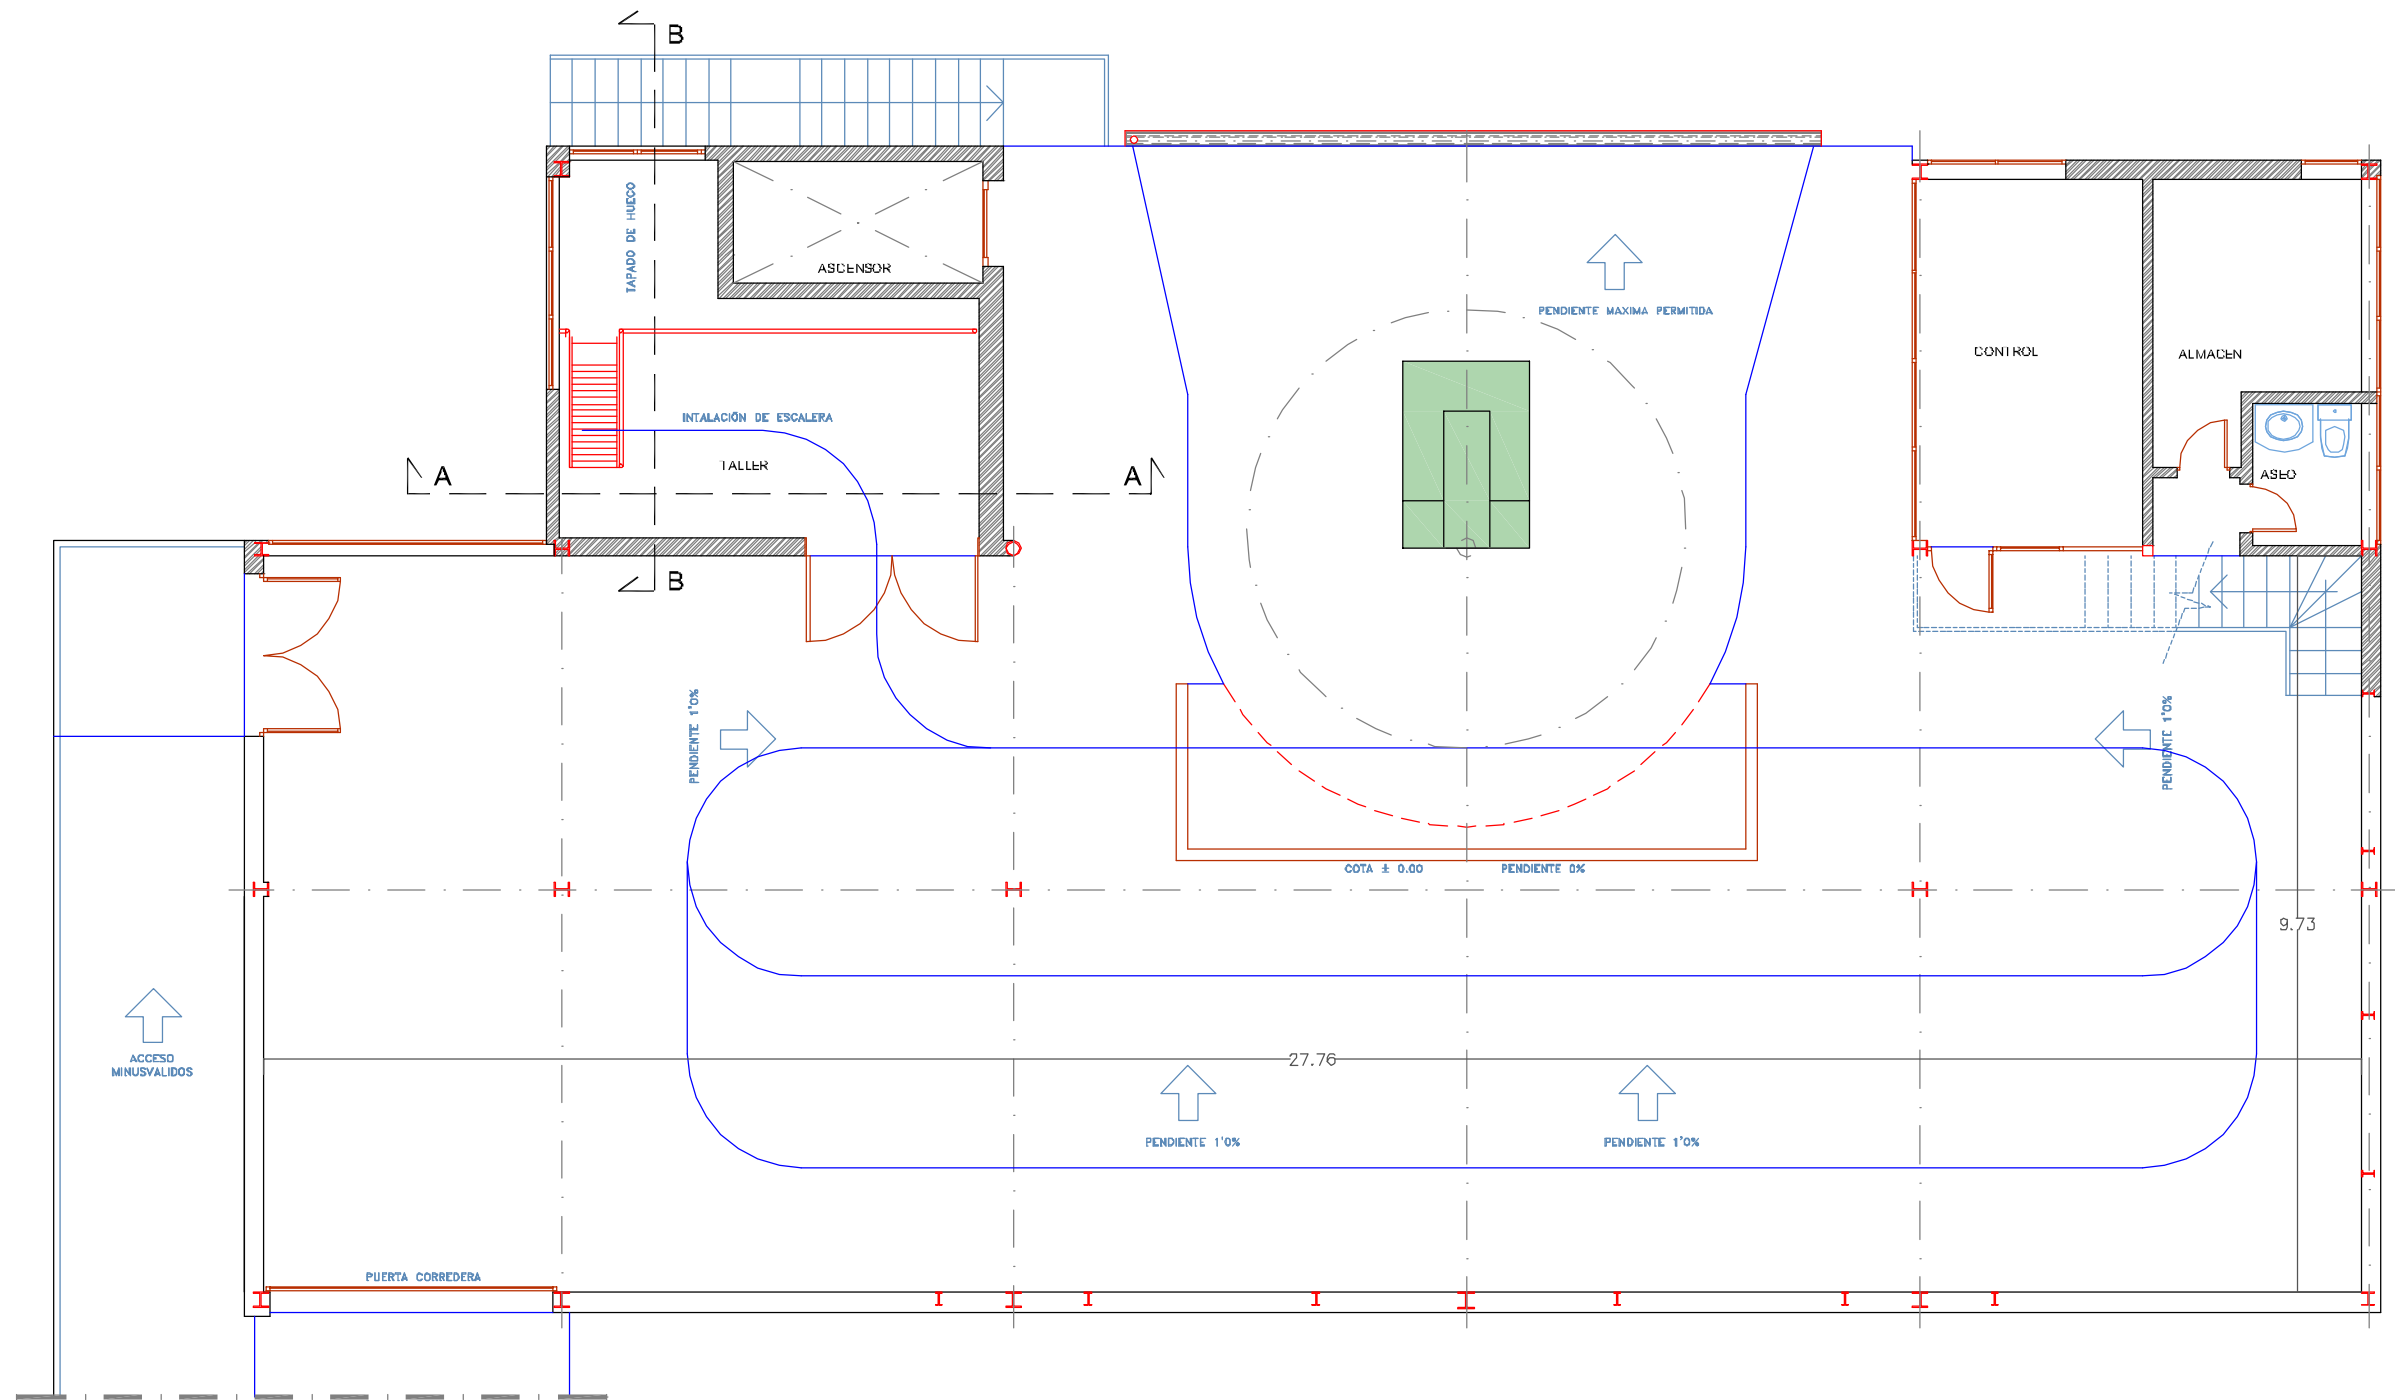 B
TAPADO DE HUECO
ASCENSOR
PENDIENTE MAXIMA PERMITIDA
CONTROL
ALMACEN
INTALACIÓN DE ESCALERA
TALLER
A
A
ASEO
B
PENDIENTE 1'0%
PENDIENTE 1'0%
COTA ± 0.00
PENDIENTE 0%
9.73
ACCESO
MINUSVALIDOS
27.76
PENDIENTE 1'0%
PENDIENTE 1'0%
PUERTA CORREDERA